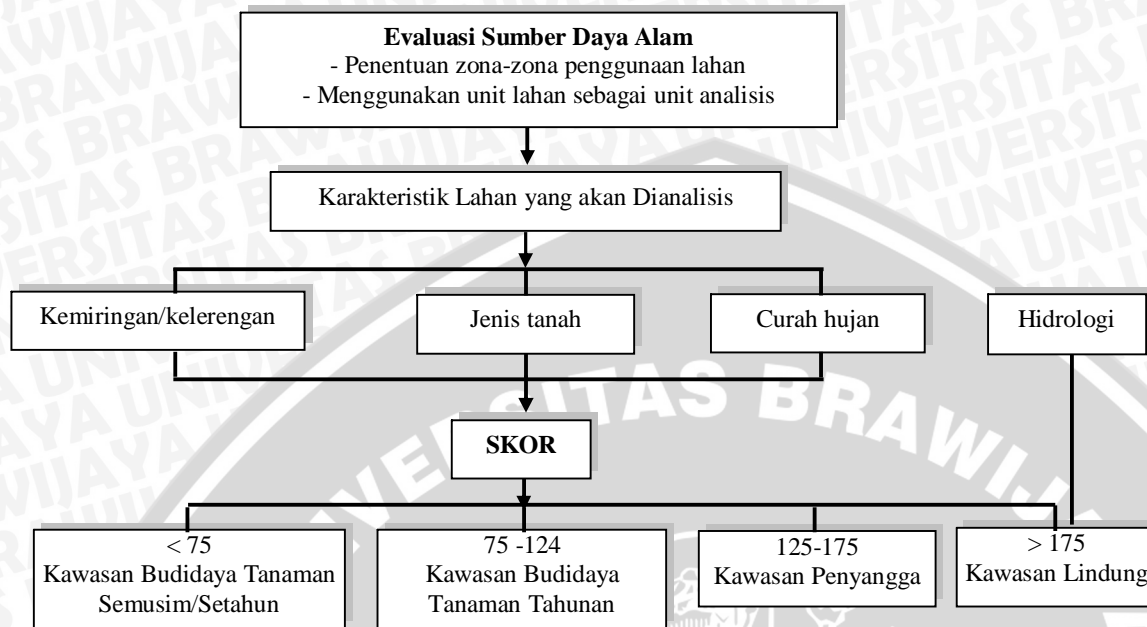 Evaluasi Sumber Daya Alam
- Penentuan zona-zona penggunaan lahan
- Menggunakan unit lahan sebagai unit analisis
Karakteristik Lahan yang akan Dianalisis
Kemiringan/kelerengan
Jenis tanah
Curah hujan
Hidrologi
SKOR
< 75
Kawasan Budidaya Tanaman
Semusim/Setahun
75 -124
Kawasan Budidaya
Tanaman Tahunan
125-175
Kawasan Penyangga
> 175
Kawasan Lindung